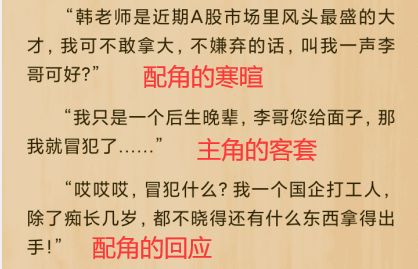 “韩老师是近期A股市场里风头最盛的大
才，我可不敢拿大，不嫌弃的话，叫我一声李
哥可好？”
配角的寒暄
“我只是一个后生晚辈，李哥您给面子，那
我就冒犯了……”
主角的客套
“哎哎哎，冒犯什么？我一个国企打工人，
除了痴长几岁，都不晓得还有什么东西拿得出
手！”
配角的回应